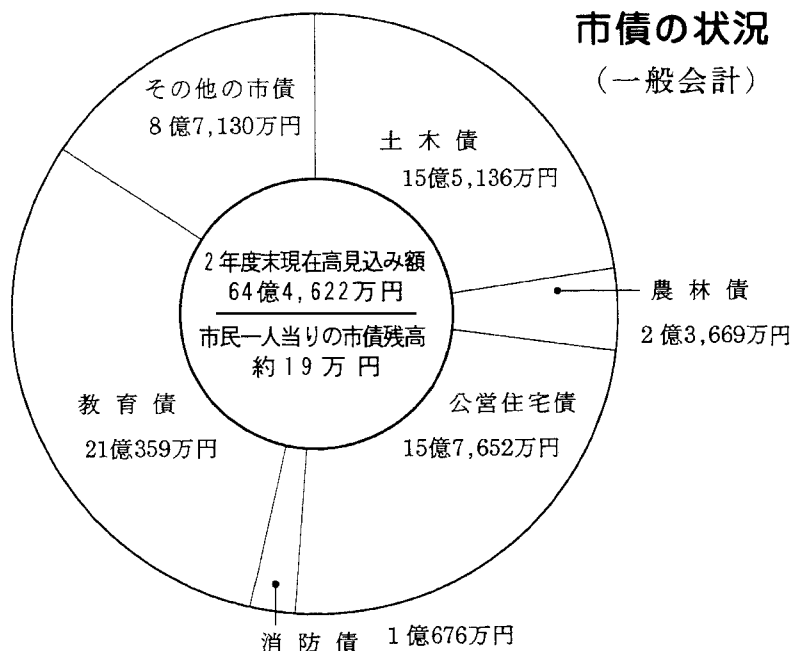 市債の状況
（一般会計）
その他の市債
8億7,130万円
土木債
15億5,136万円
2年度末現在高見込み額
64億4,622万円
市民一人当りの市債残高
約19万円
農林債
2億3,669万円
公営住宅債
15億7,652万円
教育債
21億359万円
消防債 1億676万円